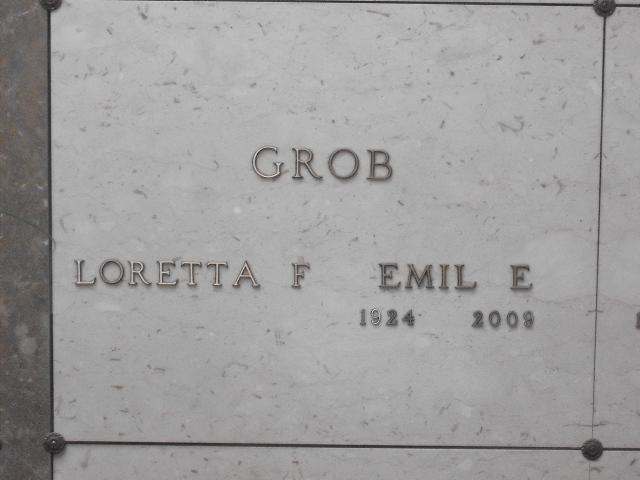 GROB
LORETTA F EMIL E
1924 2009